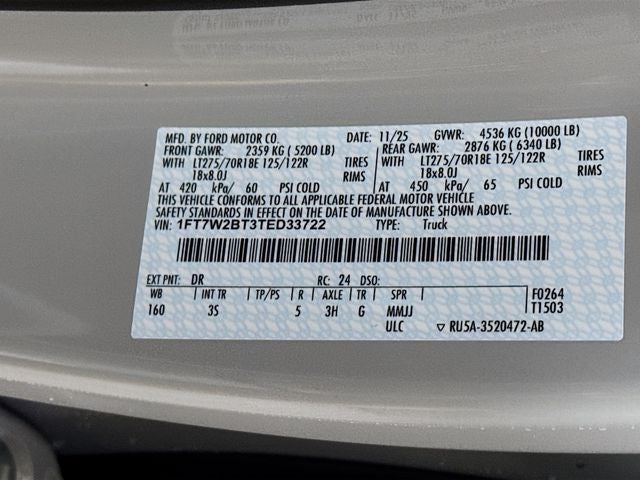 MFD. BY FORD MOTOR CO. DATE: 11/25 GVWR: 4536 KG (10000 LB)
FRONT GAWR: 2359 KG (5200 LB) REAR GAWR: 2876 KG (6340 LB)
WITH LT275/70R18E 125/122R TIRES WITH LT275/70R18E 125/122R TIRES
18x8.0J RIMS 18x8.0J RIMS
AT 420 kPa/ 60 PSI COLD AT 450 kPa/ 65 PSI COLD
THIS VEHICLE CONFORMS TO ALL APPLICABLE FEDERAL MOTOR VEHICLE
SAFETY STANDARDS IN EFFECT ON THE DATE OF MANUFACTURE SHOWN ABOVE.
VIN: 1FT7W2BT3TED33722 TYPE: Truck
EXT PNT: DR RC: 24 DSO:
WB INT TR TP/PS R AXLE TR SPR F0264
160 3S 5 3H G MMJJ T1503
ULC ▽ RU5A-3520472-AB